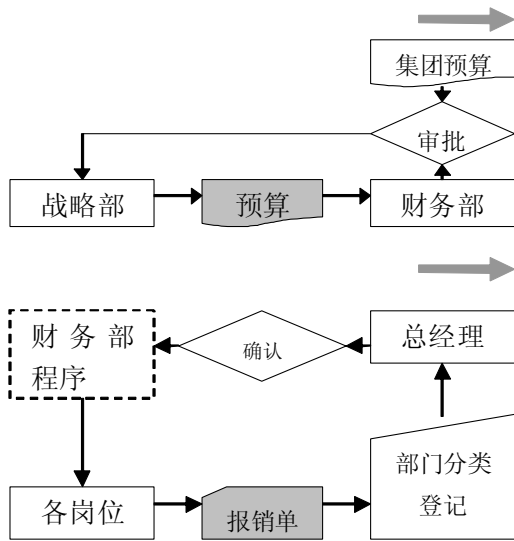 集团预算
审批
战略部
预算
财务部
财务部
程序
确认
总经理
部门分类
登记
各岗位
报销单